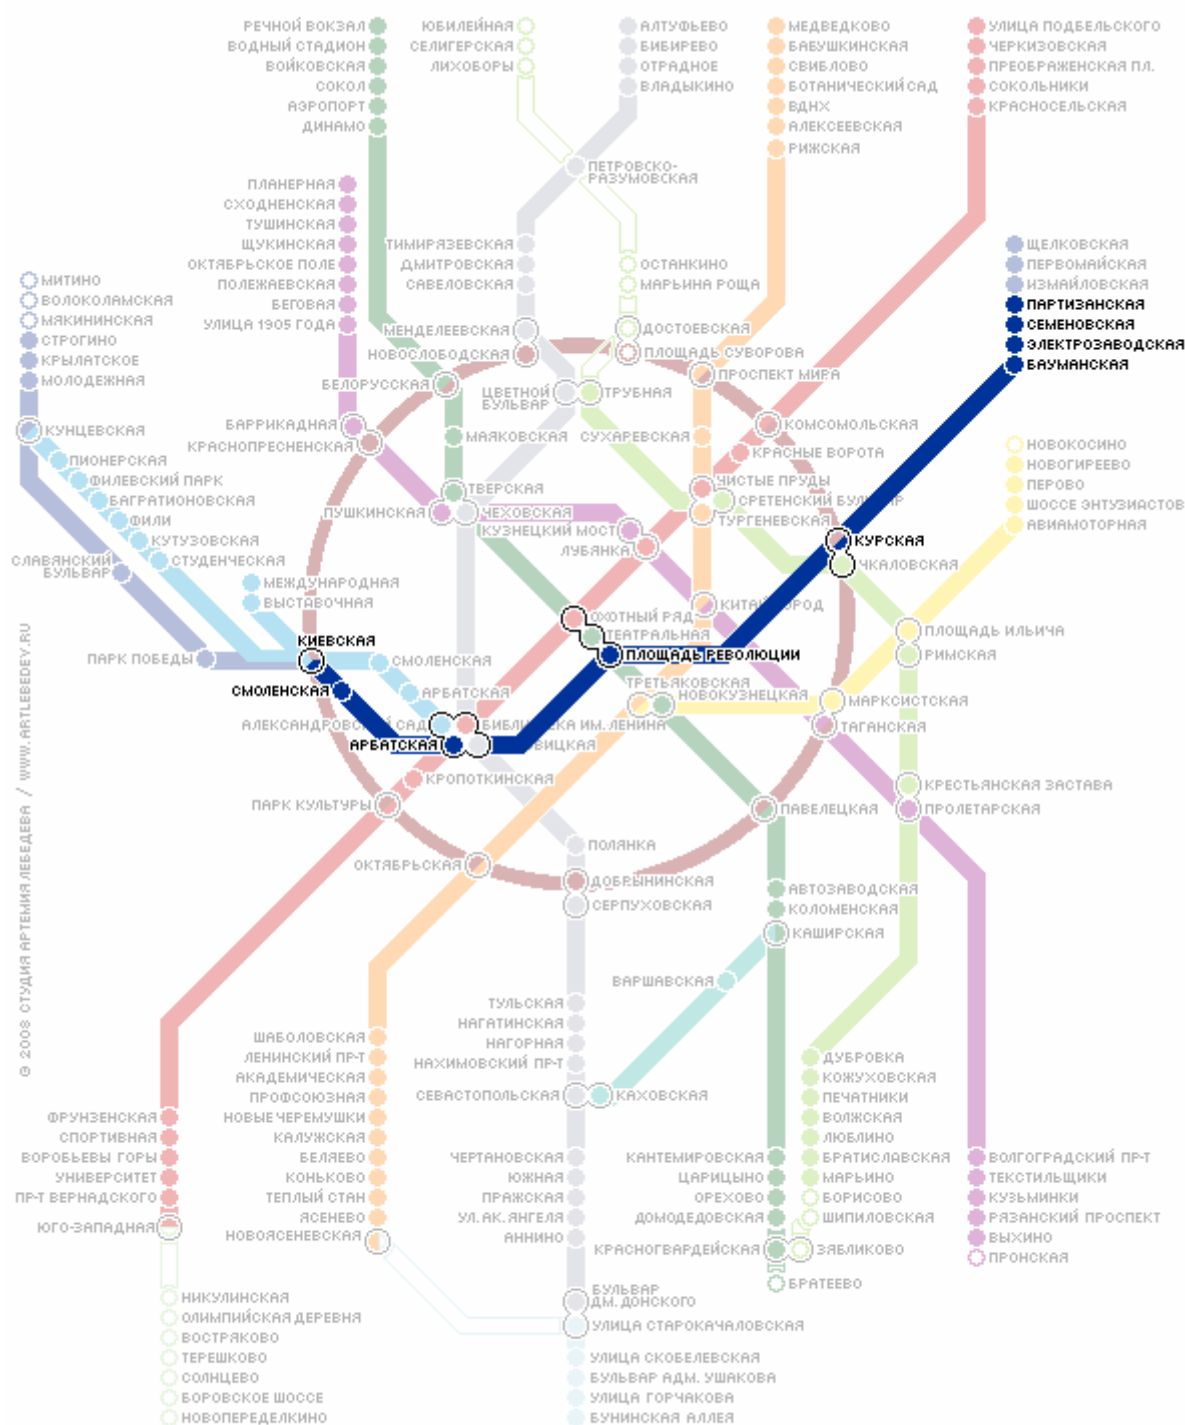 РЕЧНОЙ ВОКЗАЛ
ВОДНЫЙ СТАДИОН
ВОЙКОВСКАЯ
СОКОЛ
АЭРОПОРТ
ДИНАМО
ЮБИЛЕЙНАЯ
СЕЛИГЕРСКАЯ
ЛИХОБОРЫ
АЛТУФЬЕВО
БИБИРЕВО
ОТРАДНОЕ
ВЛАДЫКИНО
МЕДВЕДКОВО
БАБУШКИНСКАЯ
СВИБЛОВО
БОТАНИЧЕСКИЙ САД
ВДНХ
АЛЕКСЕЕВСКАЯ
РИЖСКАЯ
УЛИЦА ПОДБЕЛЬСКОГО
ЧЕРКИЗОВСКАЯ
ПРЕОБРАЖЕНСКАЯ ПЛ.
СОКОЛЬНИКИ
КРАСНОСЕЛЬСКАЯ
ПЕТРОВСКО-
РАЗУМОВСКАЯ
ПЛАНЕРНАЯ
СХОДНЕНСКАЯ
ТУШИНСКАЯ
ЩУКИНСКАЯ
ОКТЯБРЬСКОЕ ПОЛЕ
ПОЛЕЖАЕВСКАЯ
БЕГОВАЯ
УЛИЦА 1905 ГОДА
ТИМИРЯЗЕВСКАЯ
ДМИТРОВСКАЯ
САВЕЛОВСКАЯ
ОСТАНКИНО
МАРЬИНА РОЩА
ЩЕЛКОВСКАЯ
ПЕРВОМАЙСКАЯ
ИЗМАЙЛОВСКАЯ
ПАРТИЗАНСКАЯ
СЕМЕНОВСКАЯ
ЭЛЕКТРОЗАВОДСКАЯ
БАУМАНСКАЯ
МИТИНО
ВОЛОКОЛАМСКАЯ
МЯКИНИНСКАЯ
СТРОГИНО
КРЫЛАТСКОЕ
МОЛОДЕЖНАЯ
КУНЦЕВСКАЯ
МЕНДЕЛЕЕВСКАЯ
НОВОСЛОБОДСКАЯ
ДОСТОЕВСКАЯ
ПЛОЩАДЬ СУВОРОВА
БЕЛОРУССКАЯ
ПРОСПЕКТ МИРА
ЦВЕТНОЙ
БУЛЬВАР
ТРУБНАЯ
БАРРИКАДНАЯ
КРАСНОПРЕСНЕНСКАЯ
МАЯКОВСКАЯ
СУХАРЕВСКАЯ
КОМСОМОЛЬСКАЯ
КРАСНЫЕ ВОРОТА
НОВОКОСИНО
НОВОГИРЕЕВО
ПЕРОВО
ШОССЕ ЭНТУЗИАСТОВ
АВИАМОТОРНАЯ
ПИОНЕРСКАЯ
ФИЛЕВСКИЙ ПАРК
БАГРАТИОНОВСКАЯ
ФИЛИ
КУТУЗОВСКАЯ
СТУДЕНЧЕСКАЯ
ТВЕРСКАЯ
ПУШКИНСКАЯ
ЧЕХОВСКАЯ
ЧИСТЫЕ ПРУДЫ
СРЕТЕНСКИЙ БУЛЬВАР
ТУРГЕНЕВСКАЯ
КУЗНЕЦКИЙ МОСТ
ЛУБЯНКА
КУРСКАЯ
ЧКАЛОВСКАЯ
СЛАВЯНСКИЙ
БУЛЬВАР
МЕЖДУНАРОДНАЯ
ВЫСТАВОЧНАЯ
КИТАЙ-ГОРОД
ОХОТНЫЙ РЯД
ТЕАТРАЛЬНАЯ
ПЛОЩАДЬ РЕВОЛЮЦИИ
ПЛОЩАДЬ ИЛЬИЧА
РИМСКАЯ
КИЕВСКАЯ
ПАРК ПОБЕДЫ
СМОЛЕНСКАЯ
СМОЛЕНСКАЯ
АРБАТСКАЯ
ТРЕТЬЯКОВСКАЯ
НОВОКУЗНЕЦКАЯ
МАРКСИСТСКАЯ
ТАГАНСКАЯ
АЛЕКСАНДРОВСКИЙ САД
БИБЛИОТЕКА ИМ. ЛЕНИНА
АРБАТСКАЯ
ВИЦКАЯ
КРОПОТКИНСКАЯ
ПАРК КУЛЬТУРЫ
ПАВЕЛЕЦКАЯ
КРЕСТЬЯНСКАЯ ЗАСТАВА
ПРОЛЕТАРСКАЯ
ОКТЯБРЬСКАЯ
ПОЛЯНКА
ДОБРЫНИНСКАЯ
СЕРПУХОВСКАЯ
АВТОЗАВОДСКАЯ
КОЛОМЕНСКАЯ
КАШИРСКАЯ
ВАРШАВСКАЯ
ТУЛЬСКАЯ
НАГАТИНСКАЯ
НАГОРНАЯ
НАХИМОВСКИЙ ПР-Т
СЕВАСТОПОЛЬСКАЯ
КАХОВСКАЯ
ШАБОЛОВСКАЯ
ЛЕНИНСКИЙ ПР-Т
АКАДЕМИЧЕСКАЯ
ПРОФСОЮЗНАЯ
НОВЫЕ ЧЕРЕМУШКИ
КАЛУЖСКАЯ
БЕЛЯЕВО
КОНЬКОВО
ТЕПЛЫЙ СТАН
ЯСЕНЕВО
НОВОЯСЕНЕВСКАЯ
ФРУНЗЕНСКАЯ
СПОРТИВНАЯ
ВОРОБЬЕВЫ ГОРЫ
УНИВЕРСИТЕТ
ПР-Т ВЕРНАДСКОГО
ЮГО-ЗАПАДНАЯ
ЧЕРТАНОВСКАЯ
ЮЖНАЯ
ПРАЖСКАЯ
УЛ. АК. ЯНГЕЛЯ
АННИНО
БУЛЬВАР
ДМ. ДОНСКОГО
УЛИЦА СТАРОКАЧАЛОВСКАЯ
УЛИЦА СКОБЕЛЕВСКАЯ
БУЛЬВАР АДМ. УШАКОВА
УЛИЦА ГОРЧАКОВА
БУНИНСКАЯ АЛЛЕЯ
КАНТЕМИРОВСКАЯ
ЦАРИЦЫНО
ОРЕХОВО
ДОМОДЕДОВСКАЯ
КРАСНОГВАРДЕЙСКАЯ
БРАТЕЕВО
ДУБРОВКА
КОЖУХОВСКАЯ
ПЕЧАТНИКИ
ВОЛЖСКАЯ
ЛЮБЛИНО
БРАТИСЛАВСКАЯ
МАРЬИНО
БОРИСОВО
ШИПИЛОВСКАЯ
ЗЯБЛИКОВО
ВОЛГОГРАДСКИЙ ПР-Т
ТЕКСТИЛЬЩИКИ
КУЗЬМИНКИ
РЯЗАНСКИЙ ПРОСПЕКТ
ВЫХИНО
ПРОНСКАЯ
НИКУЛИНСКАЯ
ОЛИМПИЙСКАЯ ДЕРЕВНЯ
ВОСТРЯКОВО
ТЕРЕШКОВО
СОЛНЦЕВО
БОРОВСКОЕ ШОССЕ
НОВОПЕРЕДЕЛКИНО
© 2008 СТУДИЯ АРТЕМИЯ ЛЕБЕДЕВА / WWW.ARTLEBEDEV.RU